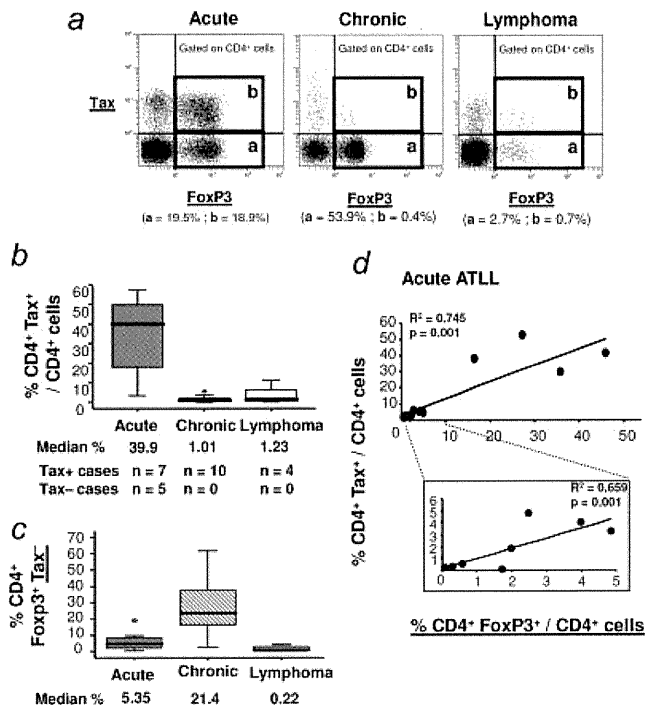 a
Acute Chronic Lymphoma
Gated on CD4⁺ cells Gated on CD4⁺ cells Gated on CD4⁺ cells
Tax
b b b
a a a
FoxP3 FoxP3 FoxP3
(a = 19.5% ; b = 18.9%) (a = 53.9% ; b = 0.4%) (a = 2.7% ; b = 0.7%)
b
% CD4⁺ Tax⁺
/ CD4⁺ cells
60
50
40
30
20
10
0
Acute Chronic Lymphoma
Median % 39.9 1.01 1.23
Tax+ cases n = 7 n = 10 n = 4
Tax– cases n = 5 n = 0 n = 0
c
% CD4⁺
Foxp3⁺ Tax⁻
70
60
50
40
30
20
10
0
Acute Chronic Lymphoma
Median % 5.35 21.4 0.22
d
Acute ATLL
% CD4⁺ Tax⁺ / CD4⁺ cells
R² = 0.745
p = 0.001
60
50
40
30
20
10
0 10 20 30 40 50
R² = 0,659
p = 0.001
6
5
4
3
2
1
0 1 2 3 4 5
% CD4⁺ FoxP3⁺ / CD4⁺ cells